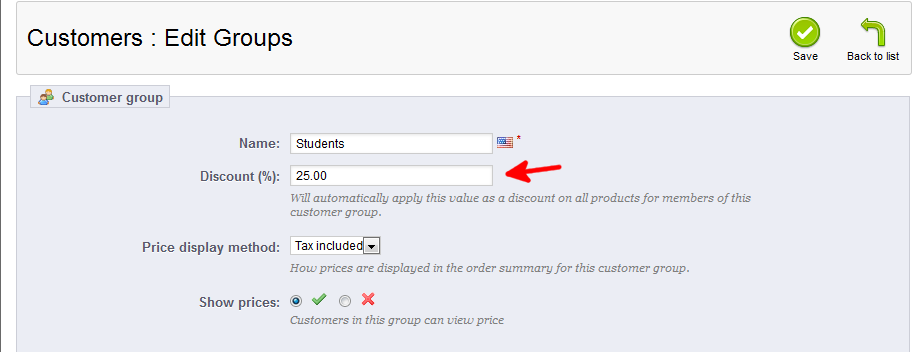 Customers : Edit Groups
Save
Back to list
Customer group
Name: Students *
Discount (%): 25.00
Will automatically apply this value as a discount on all products for members of this
customer group.
Price display method: Tax included
How prices are displayed in the order summary for this customer group.
Show prices:
Customers in this group can view price